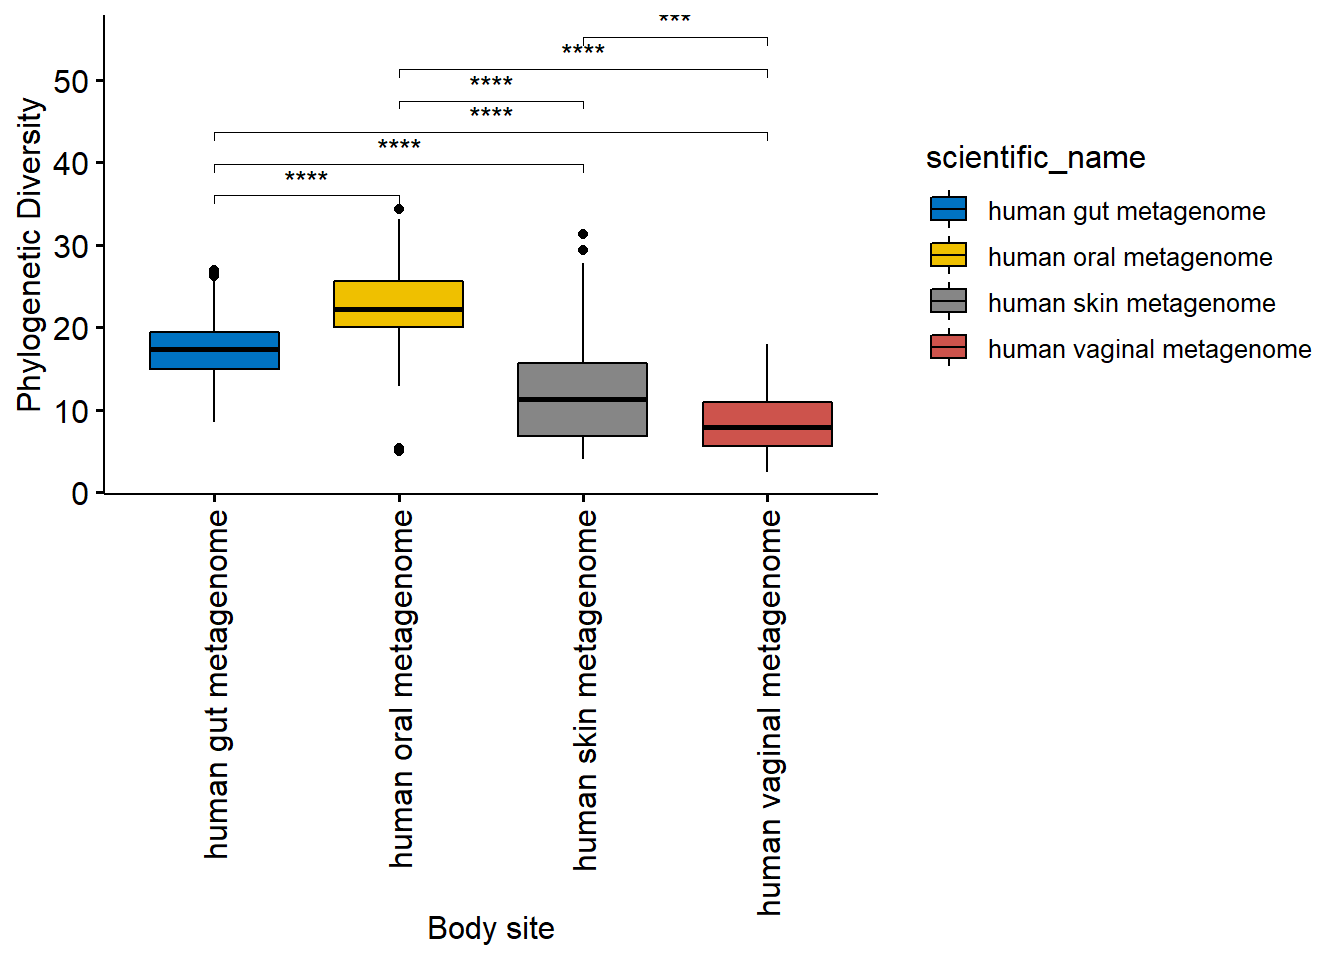 ***
****
****
****
****
****
50
40
30
20
10
0
Phylogenetic Diversity
human gut metagenome
human oral metagenome
human skin metagenome
human vaginal metagenome
Body site
scientific_name
human gut metagenome
human oral metagenome
human skin metagenome
human vaginal metagenome